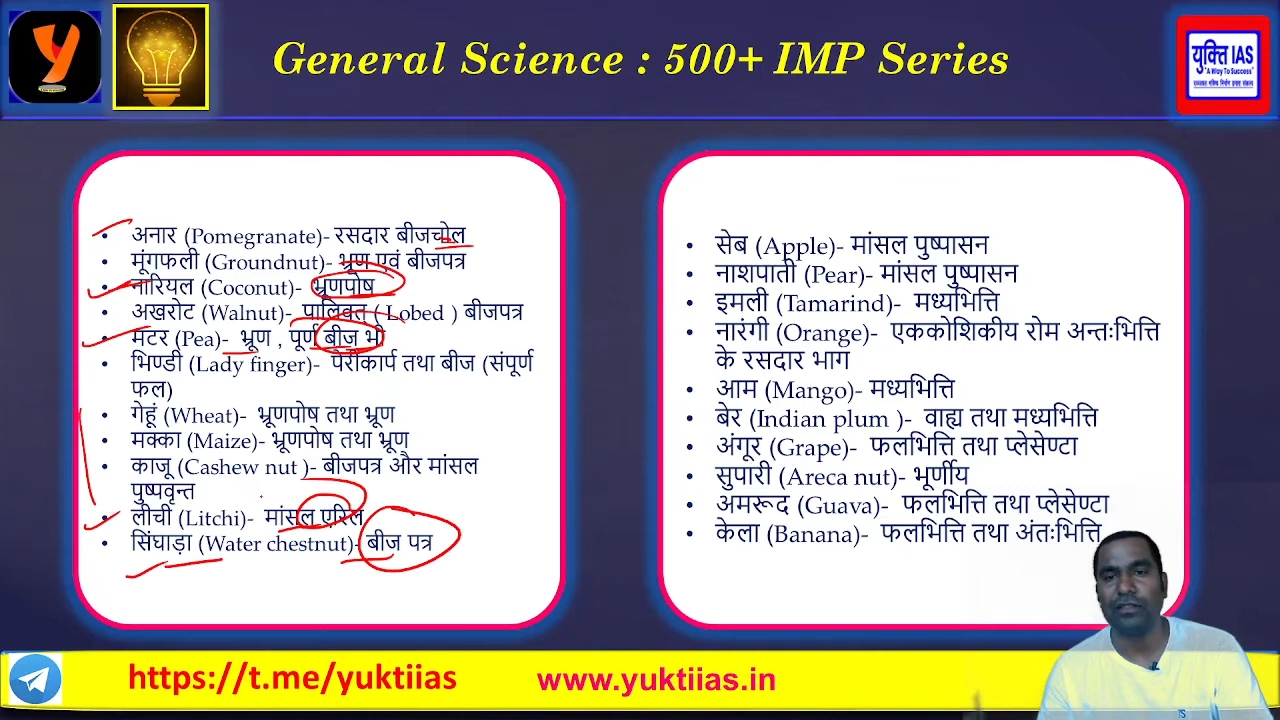 General Science : 500+ IMP Series
युक्ति IAS
"A Way To Success"
• अनार (Pomegranate)- रसदार बीजचोल
• मूंगफली (Groundnut)- भ्रूण एवं बीजपत्र
• नारियल (Coconut)- भ्रूणपोष
• अखरोट (Walnut)- पालिवत ( Lobed ) बीजपत्र
• मटर (Pea)- भ्रूण , पूर्ण बीज भी
• भिण्डी (Lady finger)- पेरीकार्प तथा बीज (संपूर्ण
फल)
• गेहूं (Wheat)- भ्रूणपोष तथा भ्रूण
• मक्का (Maize)- भ्रूणपोष तथा भ्रूण
• काजू (Cashew nut )- बीजपत्र और मांसल
पुष्पवृन्त
• लीची (Litchi)- मांसल एरिल
• सिंघाड़ा (Water chestnut)- बीज पत्र
• सेब (Apple)- मांसल पुष्पासन
• नाशपाती (Pear)- मांसल पुष्पासन
• इमली (Tamarind)- मध्यभित्ति
• नारंगी (Orange)- एककोशिकीय रोम अन्तःभित्ति
के रसदार भाग
• आम (Mango)- मध्यभित्ति
• बेर (Indian plum )- वाह्य तथा मध्यभित्ति
• अंगूर (Grape)- फलभित्ति तथा प्लेसेण्टा
• सुपारी (Areca nut)- भूर्णीय
• अमरूद (Guava)- फलभित्ति तथा प्लेसेण्टा
• केला (Banana)- फलभित्ति तथा अंतःभित्ति
https://t.me/yuktiias
www.yuktiias.in